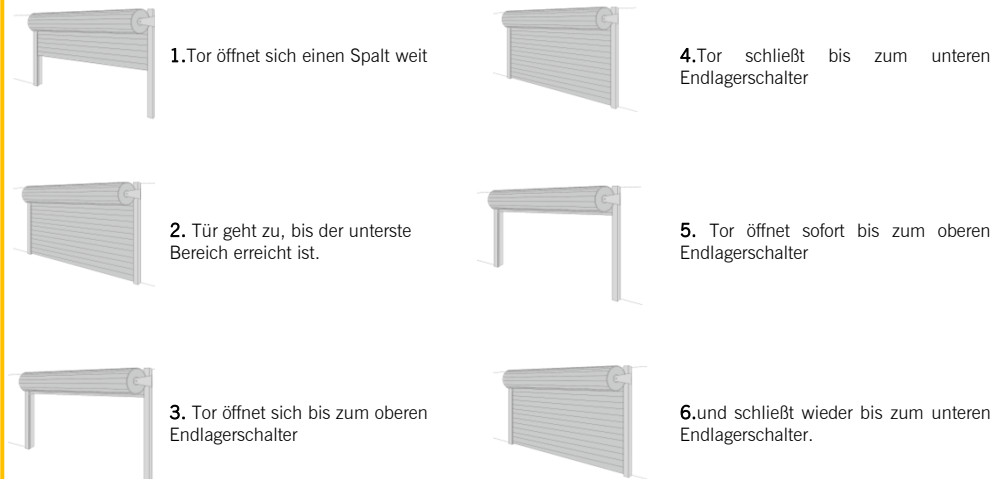 1.Tor öffnet sich einen Spalt weit
2. Tür geht zu, bis der unterste
Bereich erreicht ist.
3. Tor öffnet sich bis zum oberen
Endlagerschalter
4.Tor schließt bis zum unteren
Endlagerschalter
5. Tor öffnet sofort bis zum oberen
Endlagerschalter
6.und schließt wieder bis zum unteren
Endlagerschalter.